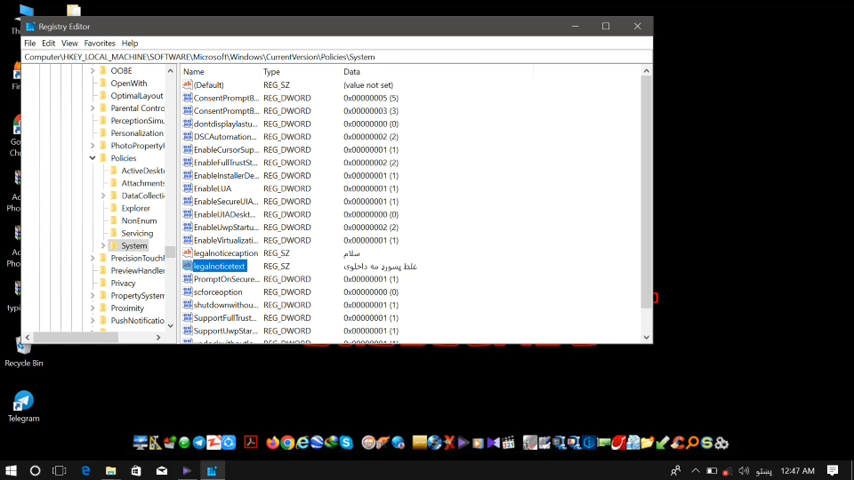 Registry Editor
File Edit View Favorites Help
Computer\HKEY_LOCAL_MACHINE\SOFTWARE\Microsoft\Windows\CurrentVersion\Policies\System
OOBE
OpenWith
OptimalLayout
Parental Contro
PerceptionSimu
Personalization
PhotoPropertyH
Policies
ActiveDeskto
Attachments
DataCollecti
Explorer
NonEnum
Servicing
System
PrecisionTouchP
PreviewHandler
Privacy
PropertySystem
Proximity
PushNotificatio
Name Type Data
(Default) REG_SZ (value not set)
ConsentPromptB... REG_DWORD 0x00000005 (5)
ConsentPromptB... REG_DWORD 0x00000003 (3)
dontdisplaylastu... REG_DWORD 0x00000000 (0)
DSCAutomation... REG_DWORD 0x00000002 (2)
EnableCursorSup... REG_DWORD 0x00000001 (1)
EnableFullTrustSt... REG_DWORD 0x00000002 (2)
EnableInstallerDe... REG_DWORD 0x00000001 (1)
EnableLUA REG_DWORD 0x00000001 (1)
EnableSecureUIA... REG_DWORD 0x00000001 (1)
EnableUIADeskt... REG_DWORD 0x00000000 (0)
EnableUwpStartu... REG_DWORD 0x00000002 (2)
EnableVirtualizati... REG_DWORD 0x00000001 (1)
legalnoticecaption REG_SZ سلام
legalnoticetext REG_SZ غلط پسورډ مه داخلوی
PromptOnSecure... REG_DWORD 0x00000001 (1)
scforceoption REG_DWORD 0x00000000 (0)
shutdownwithou... REG_DWORD 0x00000001 (1)
SupportFullTrust... REG_DWORD 0x00000001 (1)
SupportUwpStar... REG_DWORD 0x00000001 (1)
Recycle Bin
Telegram
پښتو 12:47 AM